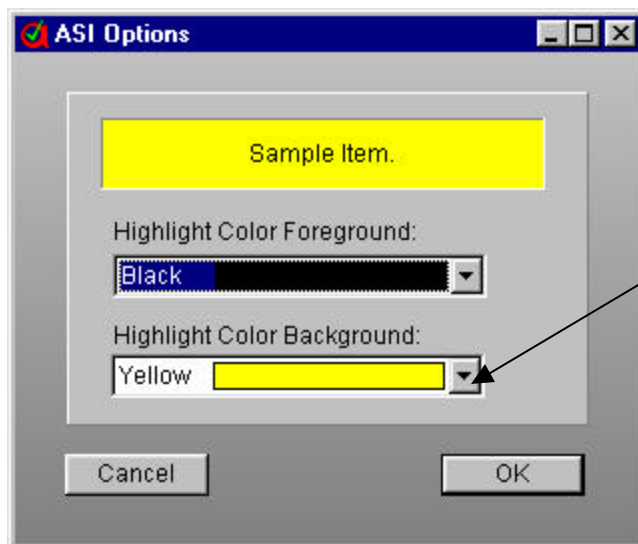 ASI Options
Sample Item.
Highlight Color Foreground:
Black
Highlight Color Background:
Yellow
Cancel
OK